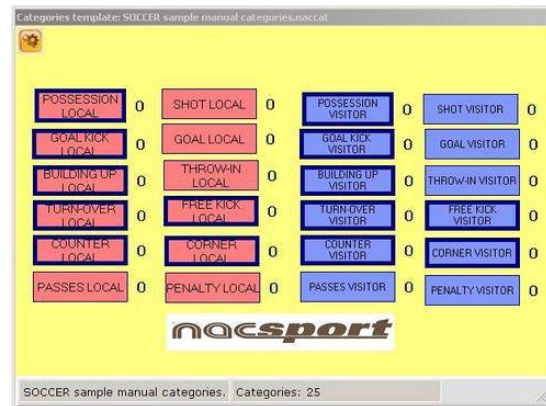 Categories template: SOCCER sample manual categories.naccat
POSSESSION LOCAL 0 SHOT LOCAL 0 POSSESSION VISITOR 0 SHOT VISITOR 0
GOAL KICK LOCAL 0 GOAL LOCAL 0 GOAL KICK VISITOR 0 GOAL VISITOR 0
BUILDING UP LOCAL 0 THROW-IN LOCAL 0 BUILDING UP VISITOR 0 THROW-IN VISITOR 0
TURN-OVER LOCAL 0 FREE KICK LOCAL 0 TURN-OVER VISITOR 0 FREE KICK VISITOR 0
COUNTER LOCAL 0 CORNER LOCAL 0 COUNTER VISITOR 0 CORNER VISITOR 0
PASSES LOCAL 0 PENALTY LOCAL 0 PASSES VISITOR 0 PENALTY VISITOR 0
nacsport
SOCCER sample manual categories. Categories: 25